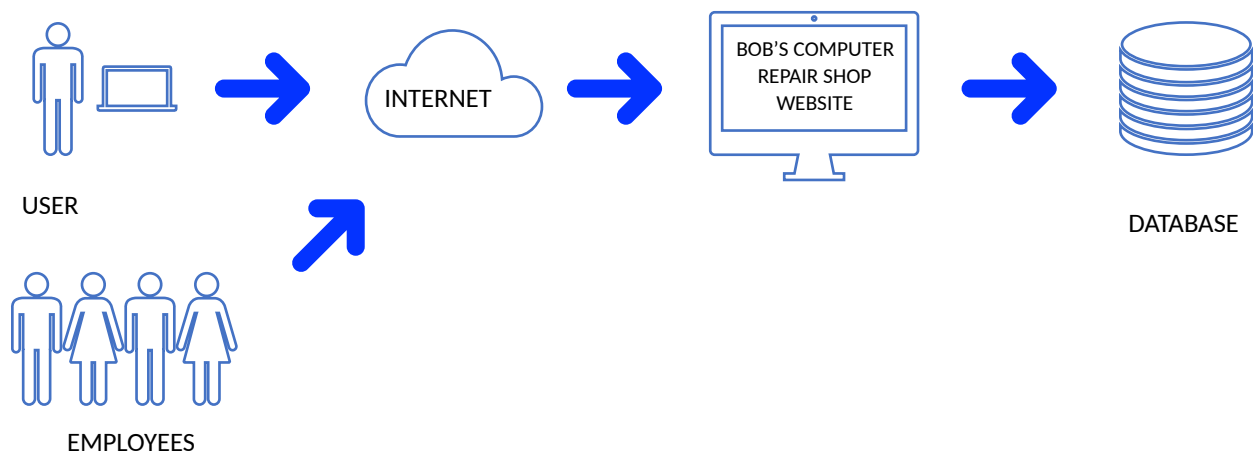 INTERNET
BOB'S COMPUTER
REPAIR SHOP
WEBSITE
USER
DATABASE
EMPLOYEES